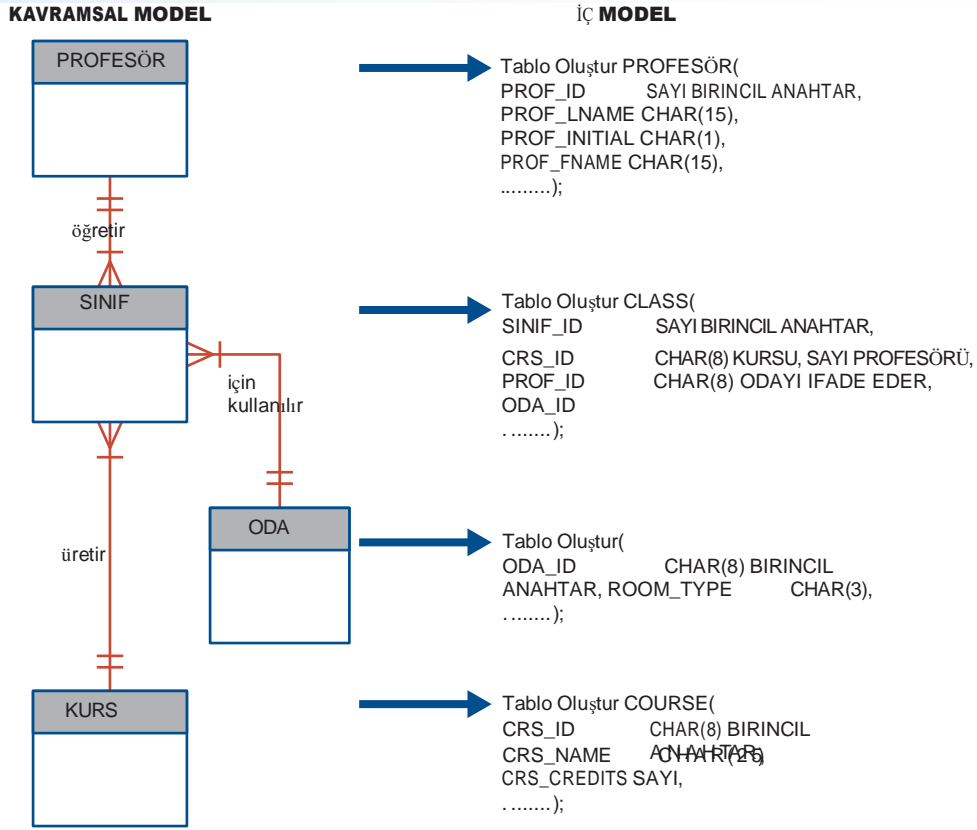 KAVRAMSAL MODEL
İÇ MODEL
PROFESÖR
Tablo Oluştur PROFESÖR(
PROF_ID SAYI BIRINCIL ANAHTAR,
PROF_LNAME CHAR(15),
PROF_INITIAL CHAR(1),
PROF_FNAME CHAR(15),
.........);
öğretir
SINIF
Tablo Oluştur CLASS(
SINIF_ID SAYI BIRINCIL ANAHTAR,
CRS_ID CHAR(8) KURSU, SAYI PROFESÖRÜ,
PROF_ID CHAR(8) ODAYI IFADE EDER,
ODA_ID
........);
için
kullanılır
ODA
Tablo Oluştur(
ODA_ID CHAR(8) BIRINCIL
ANAHTAR, ROOM_TYPE CHAR(3),
........);
üretir
KURS
Tablo Oluştur COURSE(
CRS_ID CHAR(8) BIRINCIL
ANAHTAR,
CRS_NAME CHAR(25)
CRS_CREDITS SAYI,
........);